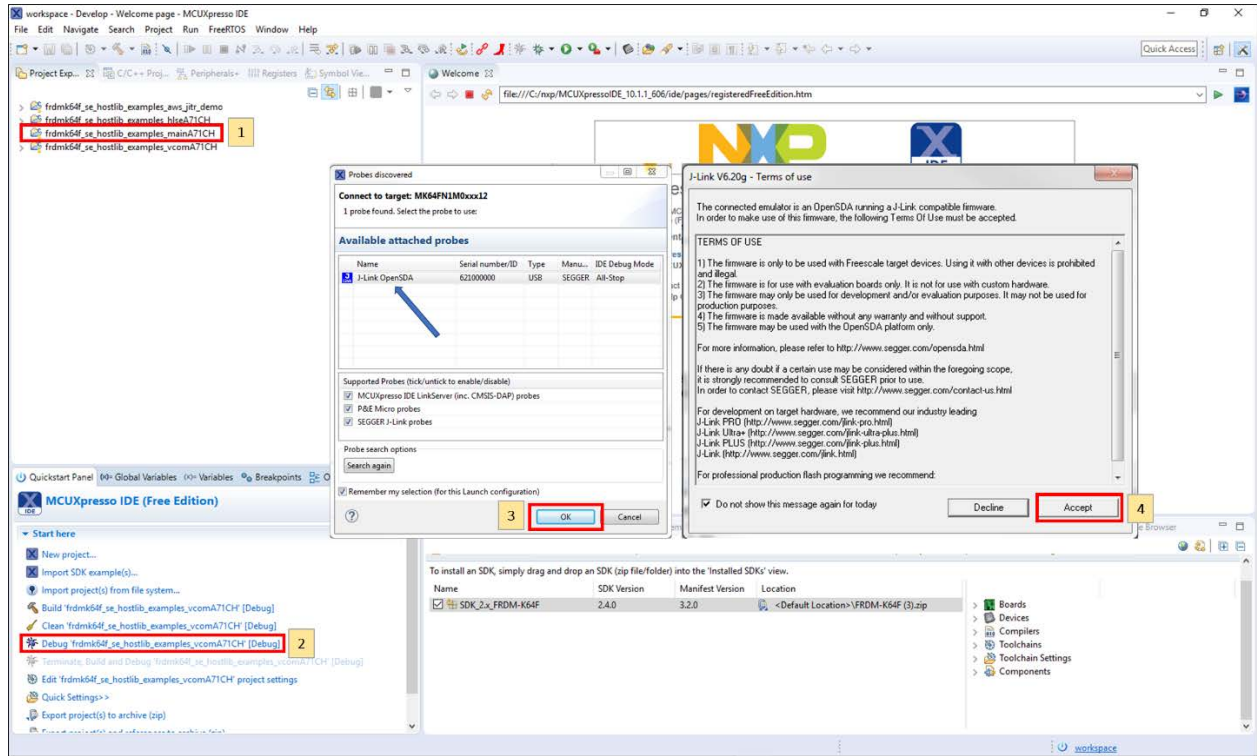 workspace - Develop - Welcome page - MCUXpresso IDE
File Edit Navigate Search Project Run FreeRTOS Window Help
Quick Access
Project Exp... C/C++ Proj... Peripherals+ Registers Symbol Vie...
Welcome
file:///C:/nxp/MCUXpressoIDE_10.1.1_606/ide/pages/registeredFreeEdition.htm
frdmk64f_se_hostlib_examples_aws_jitr_demo
frdmk64f_se_hostlib_examples_hlseA71CH
frdmk64f_se_hostlib_examples_mainA71CH
1
frdmk64f_se_hostlib_examples_vcomA71CH
NXP
IDE
Probes discovered
Connect to target: MK64FN1M0xxx12
1 probe found. Select the probe to use:
Available attached probes
Name Serial number/ID Type Manu... IDE Debug Mode
J-Link OpenSDA 621000000 USB SEGGER All-Stop
Supported Probes (tick/untick to enable/disable)
MCUXpresso IDE LinkServer (inc. CMSIS-DAP) probes
P&E Micro probes
SEGGER J-Link probes
Probe search options
Search again
Remember my selection (for this Launch configuration)
3
OK
Cancel
J-Link V6.20g - Terms of use
The connected emulator is an OpenSDA running a J-Link compatible firmware.
In order to make use of this firmware, the following Terms Of Use must be accepted.
TERMS OF USE
1) The firmware is only to be used with Freescale target devices. Using it with other devices is prohibited
and illegal.
2) The firmware is for use with evaluation boards only. It is not for use with custom hardware.
3) The firmware may only be used for development and/or evaluation purposes. It may not be used for
production purposes.
4) The firmware is made available without any warranty and without support.
5) The firmware may be used with the OpenSDA platform only.
For more information, please refer to http://www.segger.com/opensda.html
If there is any doubt if a certain use may be considered within the foregoing scope,
it is strongly recommended to consult SEGGER prior to use.
In order to contact SEGGER, please visit http://www.segger.com/contact-us.html
For development on target hardware, we recommend our industry leading
J-Link PRO (http://www.segger.com/jlink-pro.html)
J-Link Ultra+ (http://www.segger.com/jlink-ultra-plus.html)
J-Link PLUS (http://www.segger.com/jlink-plus.html)
J-Link (http://www.segger.com/jlink.html)
For professional production flash programming we recommend:
Do not show this message again for today
Decline
Accept
4
Quickstart Panel (x)= Global Variables (x)= Variables Breakpoints
MCUXpresso IDE (Free Edition)
IDE
Start here
New project...
Import SDK example(s)...
Import project(s) from file system...
Build 'frdmk64f_se_hostlib_examples_vcomA71CH' [Debug]
Clean 'frdmk64f_se_hostlib_examples_vcomA71CH' [Debug]
Debug 'frdmk64f_se_hostlib_examples_vcomA71CH' [Debug]
2
Terminate, Build and Debug 'frdmk64f_se_hostlib_examples_vcomA71CH' [Debug]
Edit 'frdmk64f_se_hostlib_examples_vcomA71CH' project settings
Quick Settings>>
Export project(s) to archive (zip)
Browser
To install an SDK, simply drag and drop an SDK (zip file/folder) into the 'Installed SDKs' view.
Name SDK Version Manifest Version Location
SDK_2.x_FRDM-K64F 2.4.0 3.2.0 <Default Location>\FRDM-K64F (3).zip
Boards
Devices
Compilers
Toolchains
Toolchain Settings
Components
workspace